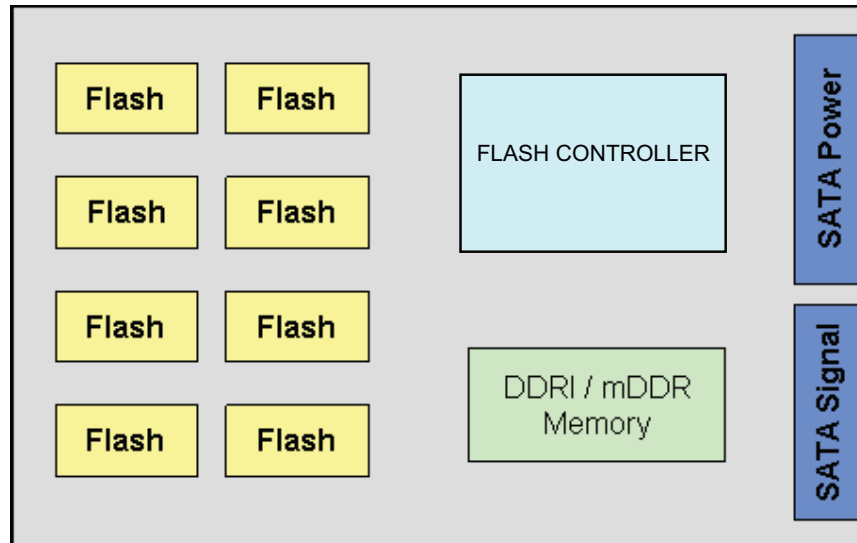 Flash Flash
Flash Flash
Flash Flash
Flash Flash
FLASH CONTROLLER
DDRI / mDDR
Memory
SATA Power
SATA Signal